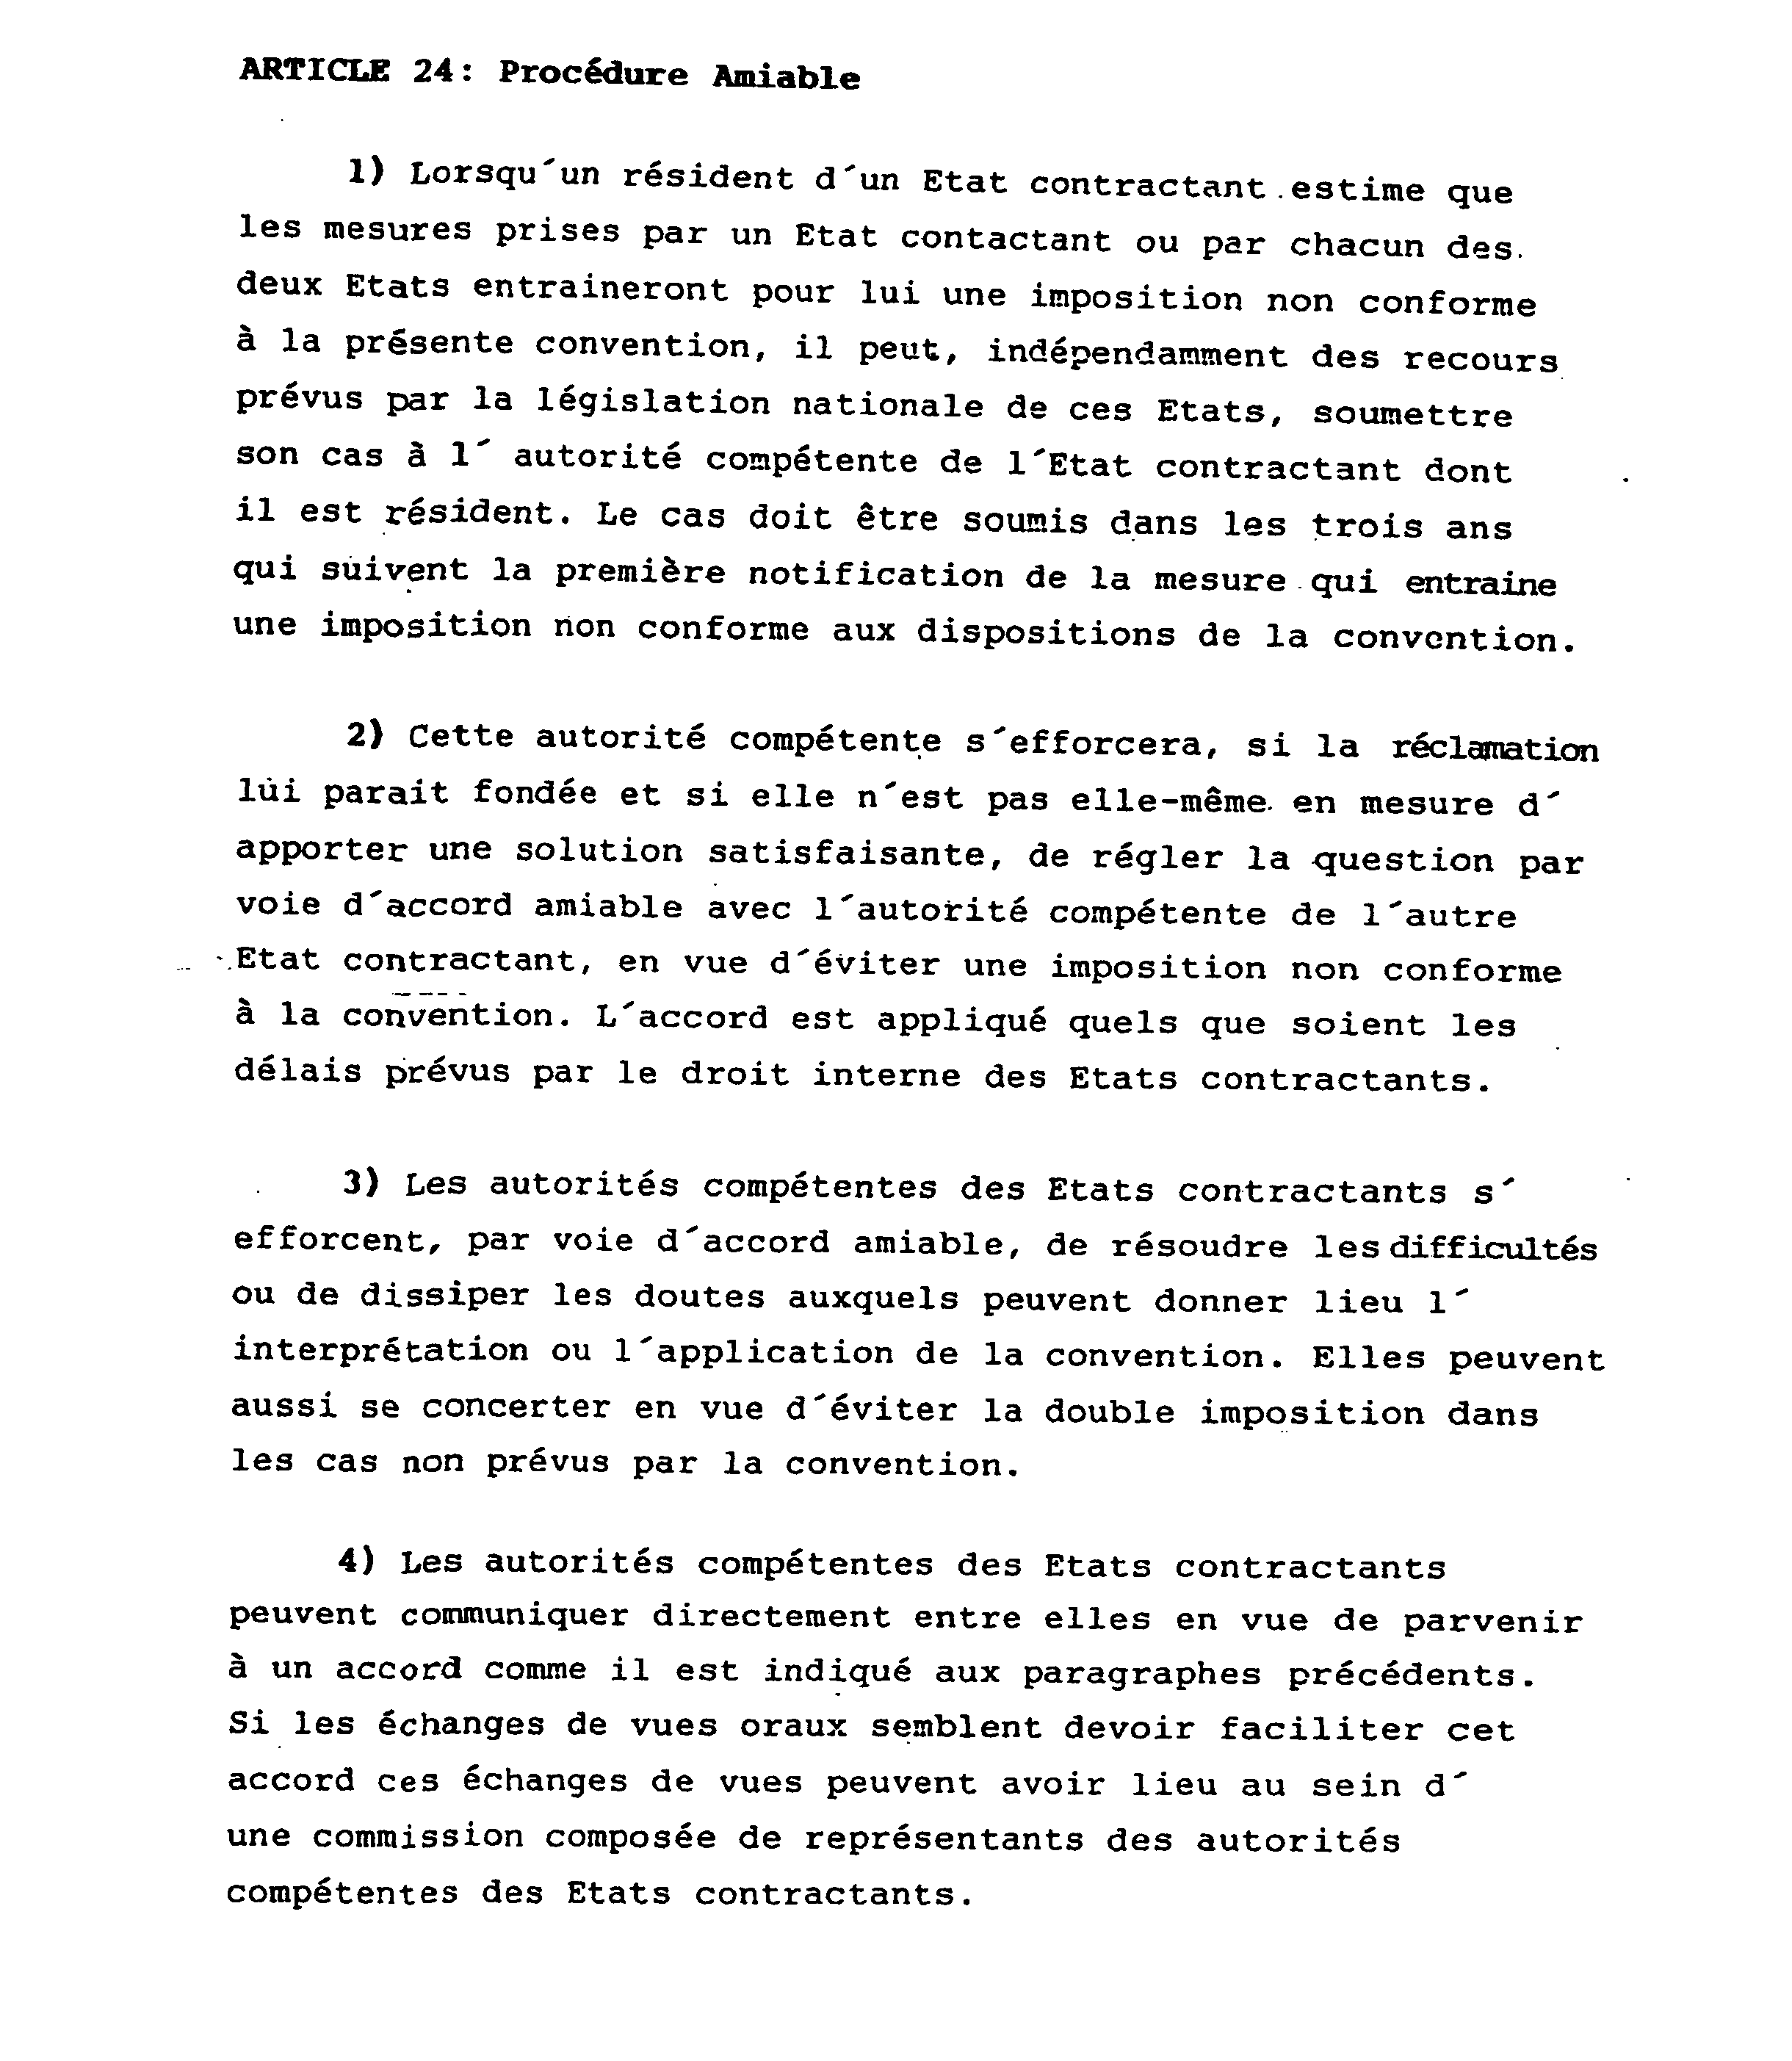 ARTICLE 24: Procédure Amiable
1) Lorsqu´un résident d´un Etat contractant estime que
les mesures prises par un Etat contactant ou par chacun des
deux Etats entraineront pour lui une imposition non conforme
à la présente convention, il peut, indépendamment des recours
prévus par la législation nationale de ces Etats, soumettre
son cas à l´ autorité compétente de l´Etat contractant dont
il est résident. Le cas doit être soumis dans les trois ans
qui suivent la première notification de la mesure qui entraine
une imposition non conforme aux dispositions de la convention.
2) Cette autorité compétente s´efforcera, si la réclamation
lui parait fondée et si elle n´est pas elle-même en mesure d´
apporter une solution satisfaisante, de régler la question par
voie d´accord amiable avec l´autorité compétente de l´autre
Etat contractant, en vue d´éviter une imposition non conforme
à la convention. L´accord est appliqué quels que soient les
délais prévus par le droit interne des Etats contractants.
3) Les autorités compétentes des Etats contractants s´
efforcent, par voie d´accord amiable, de résoudre les difficultés
ou de dissiper les doutes auxquels peuvent donner lieu l´
interprétation ou l´application de la convention. Elles peuvent
aussi se concerter en vue d´éviter la double imposition dans
les cas non prévus par la convention.
4) Les autorités compétentes des Etats contractants
peuvent communiquer directement entre elles en vue de parvenir
à un accord comme il est indiqué aux paragraphes précédents.
Si les échanges de vues oraux semblent devoir faciliter cet
accord ces échanges de vues peuvent avoir lieu au sein d´
une commission composée de représentants des autorités
compétentes des Etats contractants.